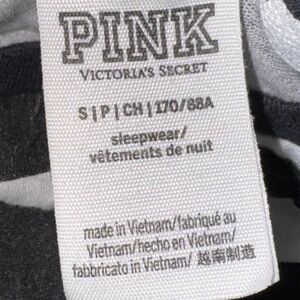 PINK
VICTORIA'S SECRET
S | P | CH | 170/88A
sleepwear/
vêtements de nuit
made in Vietnam/fabriqué au
Vietnam/hecho en Vietnam/
fabbricato in Vietnam/ 越南制造